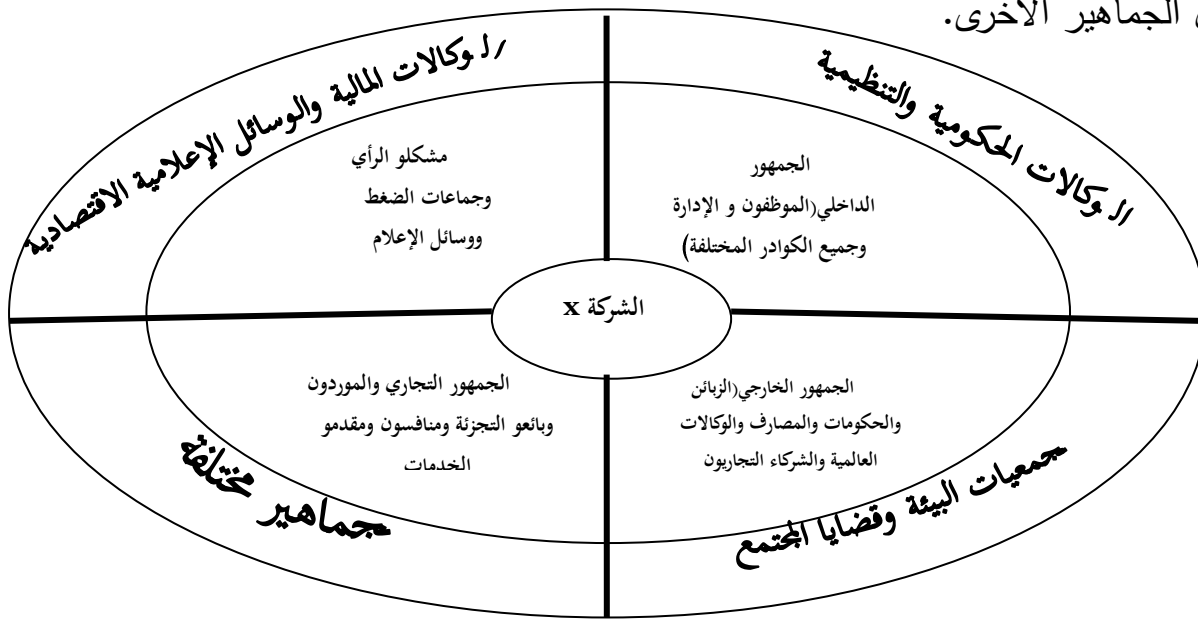 الجماهير الأخرى.
الوكالات الحكومية والتنظيمية
الوكالات المالية والوسائل الإعلامية الاقتصادية
الجمهور
الداخلي(الموظفون و الإدارة
وجميع الكوادر المختلفة)
مشكلو الرأي
وجماعات الضغط
ووسائل الإعلام
الشركة x
الجمهور الخارجي(الزبائن
والحكومات والمصارف والوكالات
العالمية والشركاء التجاريون
الجمهور التجاري والموردون
وبائعو التجزئة ومنافسون ومقدمو
الخدمات
جمعيات البيئة وقضايا المجتمع
جماهير مختلفة